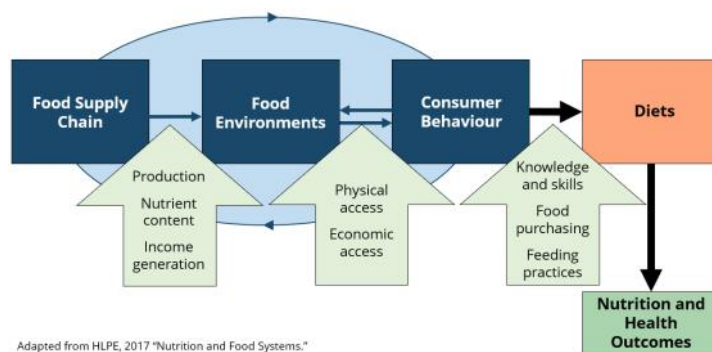 Food Supply
Chain
Food
Environments
Consumer
Behaviour
Diets
Production
Nutrient
content
Income
generation
Physical
access
Economic
access
Knowledge
and skills
Food
purchasing
Feeding
practices
Nutrition and
Health
Outcomes
Adapted from HLPE, 2017 “Nutrition and Food Systems.”